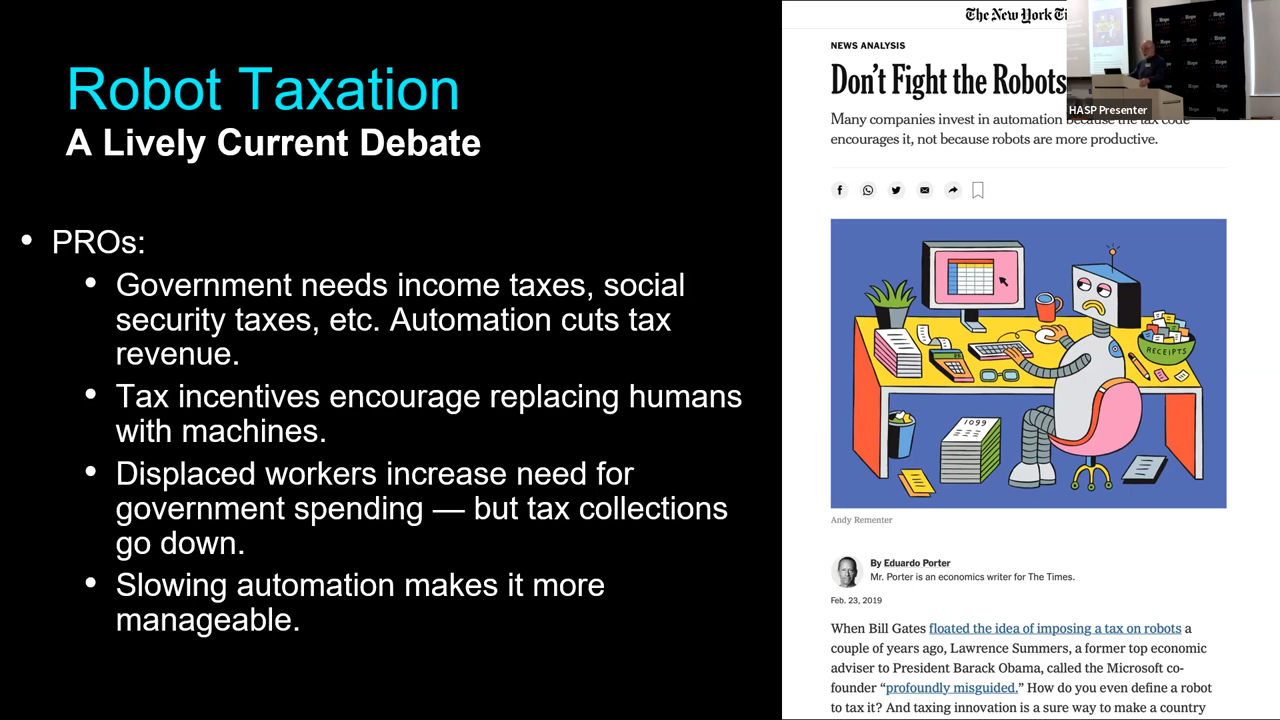 Robot Taxation
A Lively Current Debate
• PROs:
• Government needs income taxes, social
security taxes, etc. Automation cuts tax
revenue.
• Tax incentives encourage replacing humans
with machines.
• Displaced workers increase need for
government spending — but tax collections
go down.
• Slowing automation makes it more
manageable.
The New York
NEWS ANALYSIS
Don’t Fight the Robots
Many companies invest in automation because the tax code
encourages it, not because robots are more productive.
HASP Presenter
Hope
Hope
Hope
Hope
Hope
Hope
RECEIPTS
1099
Andy Rementer
By Eduardo Porter
Mr. Porter is an economics writer for The Times.
Feb. 23, 2019
When Bill Gates floated the idea of imposing a tax on robots a
couple of years ago, Lawrence Summers, a former top economic
adviser to President Barack Obama, called the Microsoft co-
founder “profoundly misguided.” How do you even define a robot
to tax it? And taxing innovation is a sure way to make a country